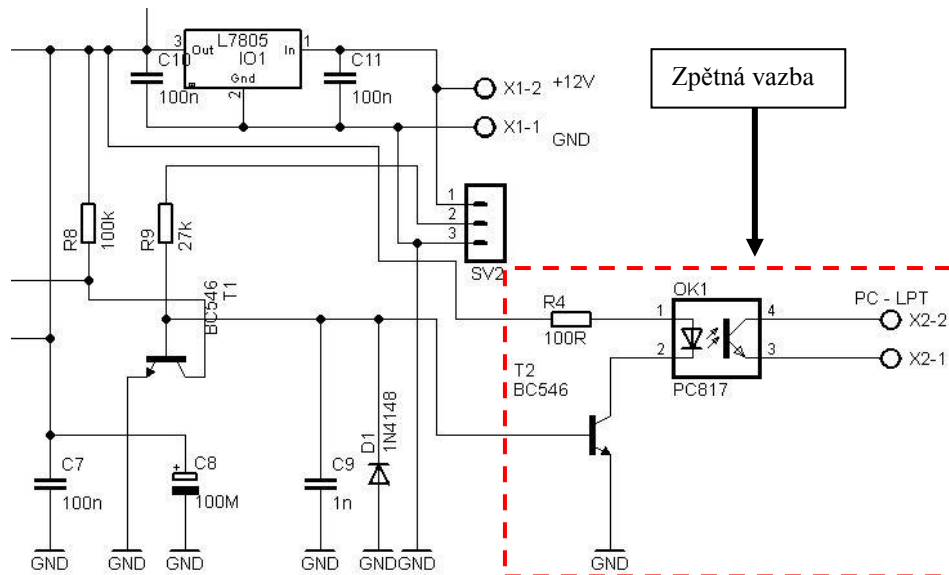 L7805
3 Out In 1
IO1
Gnd
2
C10
100n
C11
100n
X1-2 +12V
X1-1 GND
Zpětná vazba
1
2
3
SV2
R8
100k
R9
27k
BC546
T1
R4
100R
OK1
1
2
4
3
PC817
PC - LPT
X2-2
X2-1
T2
BC546
D1
1N4148
C7
100n
+
C8
100M
C9
1n
GND
GND
GND
GND
GND
GND
GND